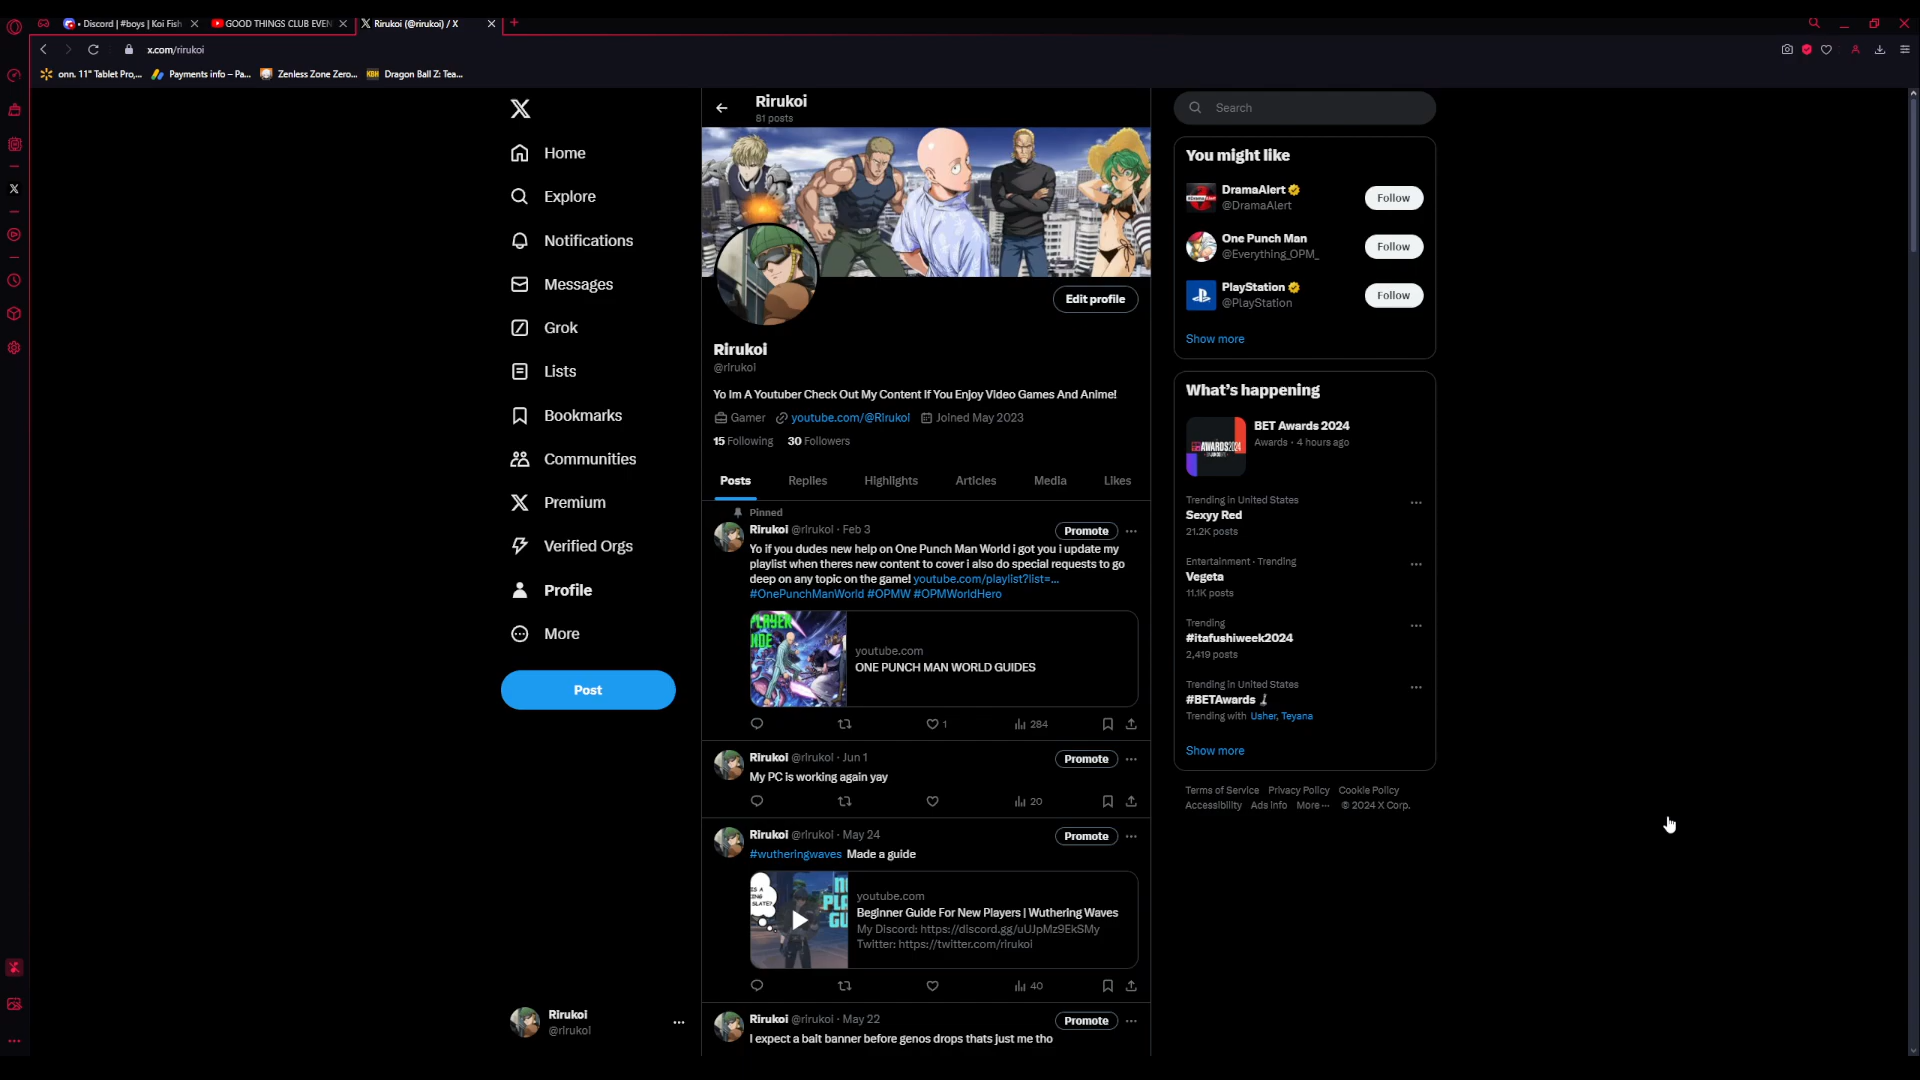 Discord | #boys | Koi Fish
GOOD THINGS CLUB EVEN
Rirukoi (@rirukoi) / X
x.com/rirukoi
onn. 11" Tablet Pro,...
Payments info – Pa...
Zenless Zone Zero...
KBH
Dragon Ball Z: Tea...
Home
Explore
Notifications
Messages
Grok
Lists
Bookmarks
Communities
Premium
Verified Orgs
Profile
More
Post
Rirukoi
@rirukoi
Rirukoi
81 posts
Edit profile
Rirukoi
@rirukoi
Yo Im A Youtuber Check Out My Content If You Enjoy Video Games And Anime!
Gamer youtube.com/@Rirukoi Joined May 2023
15 Following 30 Followers
Posts Replies Highlights Articles Media Likes
Pinned
Rirukoi @rirukoi · Feb 3
Promote
Yo if you dudes new help on One Punch Man World i got you i update my
playlist when theres new content to cover i also do special requests to go
deep on any topic on the game! youtube.com/playlist?list=...
#OnePunchManWorld #OPMW #OPMWorldHero
youtube.com
ONE PUNCH MAN WORLD GUIDES
1 284
Rirukoi @rirukoi · Jun 1
Promote
My PC is working again yay
20
Rirukoi @rirukoi · May 24
Promote
#wutheringwaves Made a guide
youtube.com
Beginner Guide For New Players | Wuthering Waves
My Discord: https://discord.gg/uUJpMz9EkSMy
Twitter: https://twitter.com/rirukoi
40
Rirukoi @rirukoi · May 22
Promote
I expect a bait banner before genos drops thats just me tho
Search
You might like
DramaAlert
@DramaAlert
Follow
One Punch Man
@Everything_OPM_
Follow
PlayStation
@PlayStation
Follow
Show more
What's happening
BET Awards 2024
Awards · 4 hours ago
Trending in United States
Sexyy Red
21.2K posts
Entertainment · Trending
Vegeta
11.1K posts
Trending
#itafushiweek2024
2,419 posts
Trending in United States
#BETAwards
Trending with Usher, Teyana
Show more
Terms of Service Privacy Policy Cookie Policy
Accessibility Ads info More ··· © 2024 X Corp.